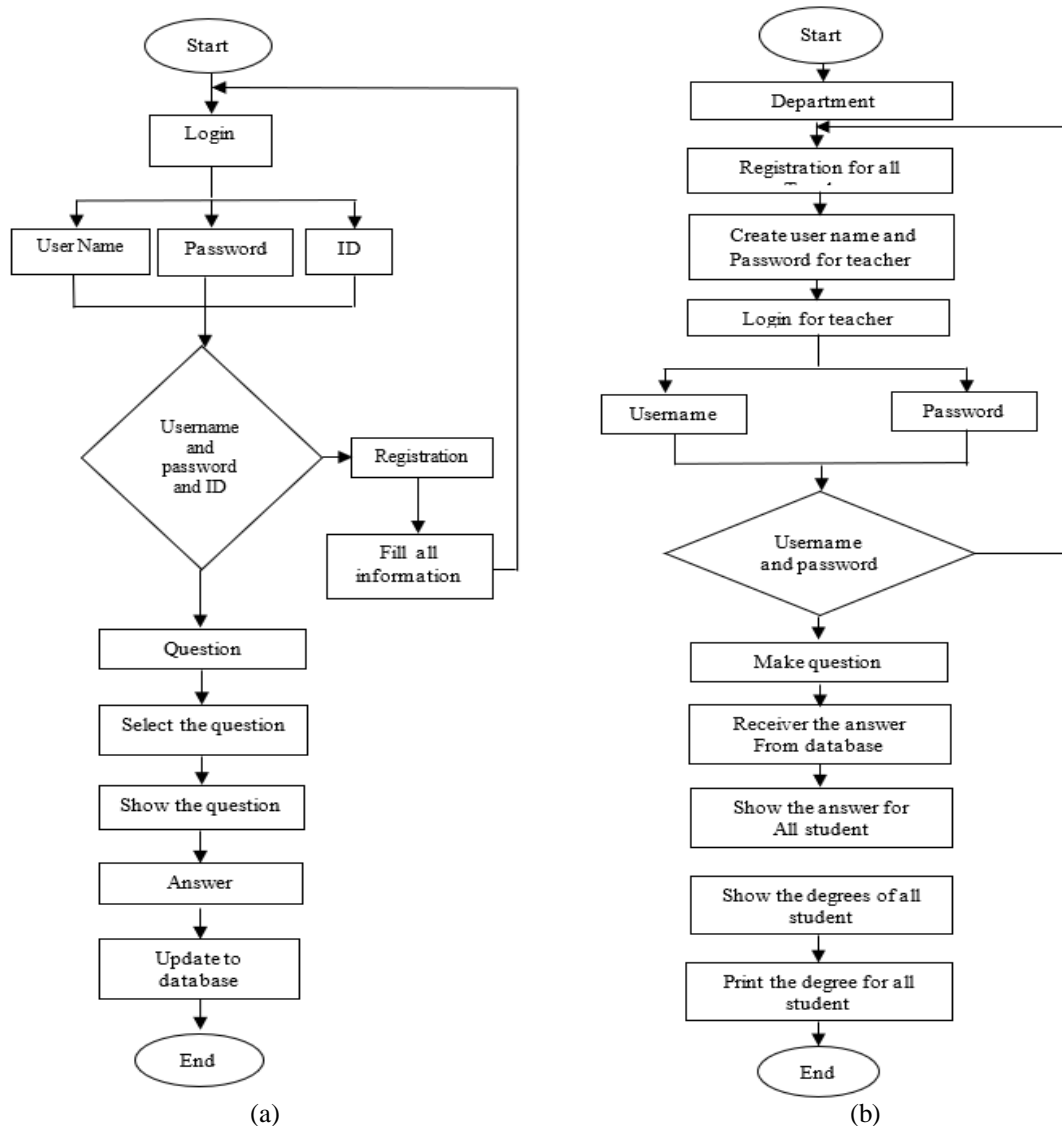 Start
Login
User Name
Password
ID
Username
and
password
and ID
Registration
Fill all
information
Question
Select the question
Show the question
Answer
Update to
database
End
(a)
Start
Department
Registration for all
Create user name and
Password for teacher
Login for teacher
Username
Password
Username
and password
Make question
Receiver the answer
From database
Show the answer for
All student
Show the degrees of all
student
Print the degree for all
student
End
(b)